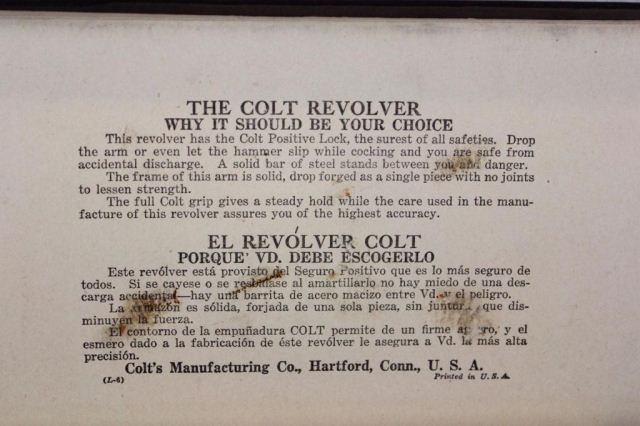 THE COLT REVOLVER
WHY IT SHOULD BE YOUR CHOICE
This revolver has the Colt Positive Lock, the surest of all safeties. Drop
the arm or even let the hammer slip while cocking and you are safe from
accidental discharge. A solid bar of steel stands between you and danger.
The frame of this arm is solid, drop forged as a single piece with no joints
to lessen strength.
The full Colt grip gives a steady hold while the care used in the manu-
facture of this revolver assures you of the highest accuracy.
EL REVÓLVER COLT
PORQUE' VD. DEBE ESCOGERLO
Este revólver está provisto del Seguro Positivo que es lo más seguro de
todos. Si se cayese o se resbalase al amartillarlo no hay miedo de una des-
carga accidental—hay una barrita de acero macizo entre Vd. y el peligro.
La armazón es sólida, forjada de una sola pieza, sin que dis-
minuyen la fuerza.
El contorno de la empuñadura COLT permite de un firme y el
esmero dado a la fabricación de éste revólver le asegura a Vd. la más alta
precisión.
Colt's Manufacturing Co., Hartford, Conn., U. S. A.
(L-6) Printed in U. S. A.